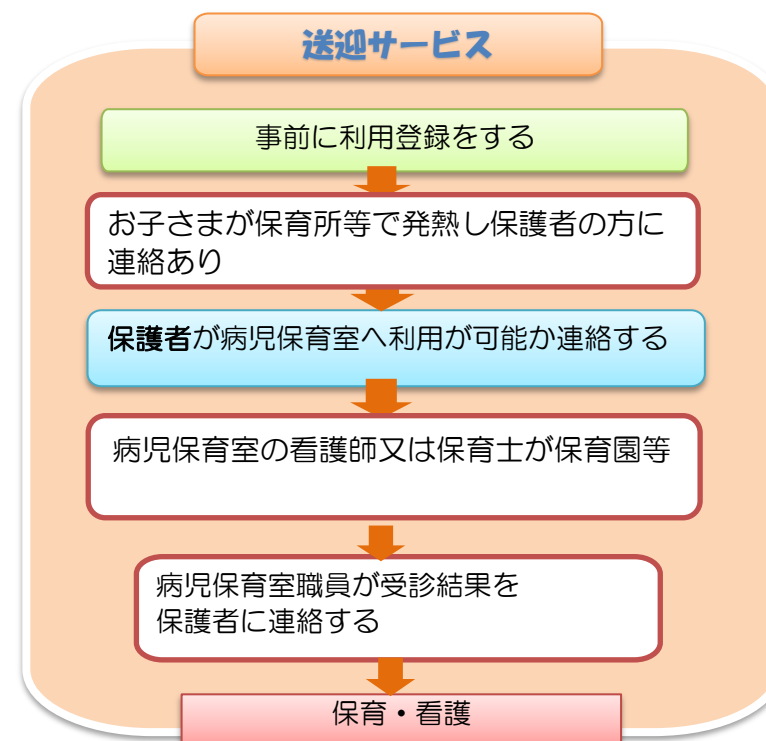 送迎サービス
事前に利用登録をする
お子さまが保育所等で発熱し保護者の方に
連絡あり
保護者が病児保育室へ利用が可能か連絡する
病児保育室の看護師又は保育士が保育園等
病児保育室職員が受診結果を
保護者に連絡する
保育・看護